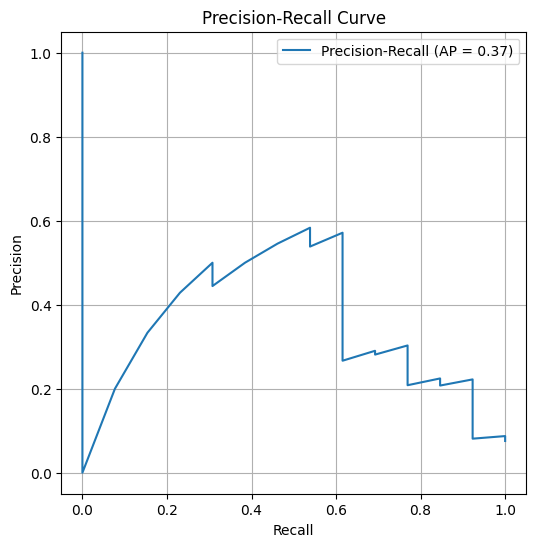 Precision-Recall Curve
Precision-Recall (AP = 0.37)
1.0
0.8
0.6
0.4
0.2
0.0
Precision
0.0 0.2 0.4 0.6 0.8 1.0
Recall